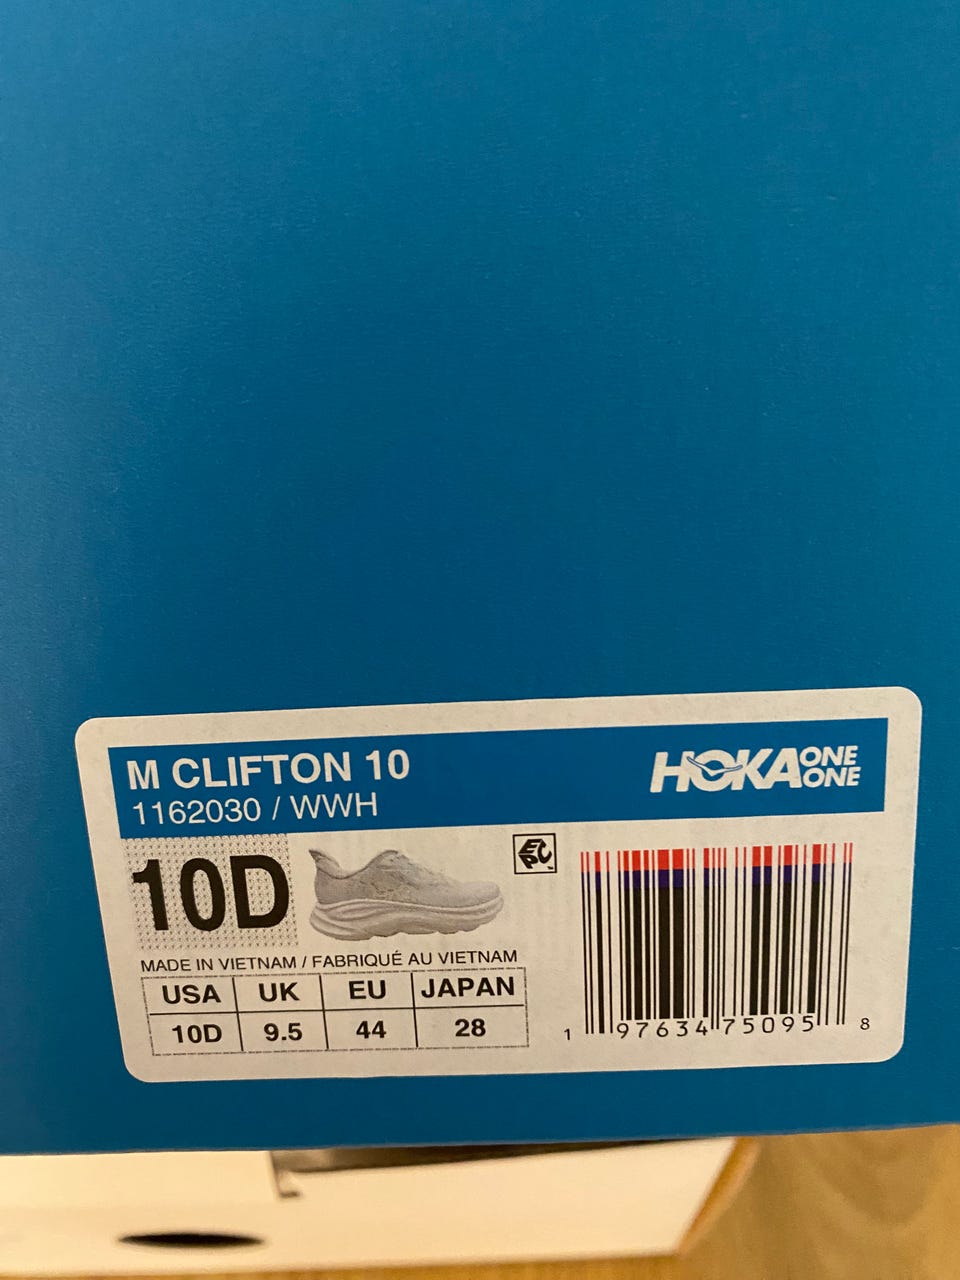 M CLIFTON 10
1162030 / WWH
HOKA ONE ONE
10D
EPC
MADE IN VIETNAM / FABRIQUÉ AU VIETNAM
USA UK EU JAPAN
10D 9.5 44 28
1 97634 75095 8